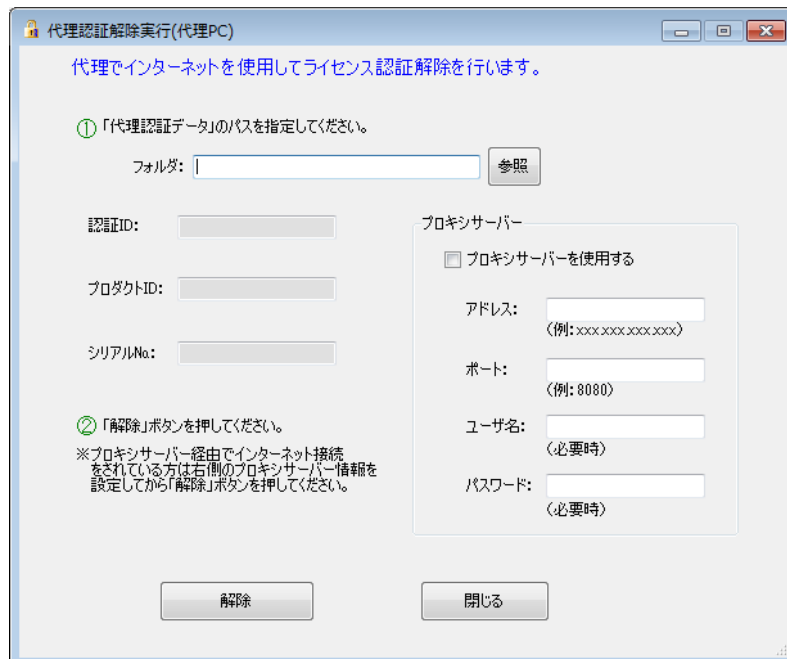 代理認証解除実行(代理PC)
代理でインターネットを使用してライセンス認証解除を行います。
①「代理認証データ」のパスを指定してください。
フォルダ:
参照
認証ID:
プロダクトID:
シリアルNo.:
プロキシサーバー
プロキシサーバーを使用する
アドレス:
(例:xxx.xxx.xxx.xxx)
ポート:
(例:8080)
ユーザ名:
(必要時)
パスワード:
(必要時)
②「解除」ボタンを押してください。
※プロキシサーバー経由でインターネット接続
をされている方は右側のプロキシサーバー情報を
設定してから「解除」ボタンを押してください。
解除
閉じる